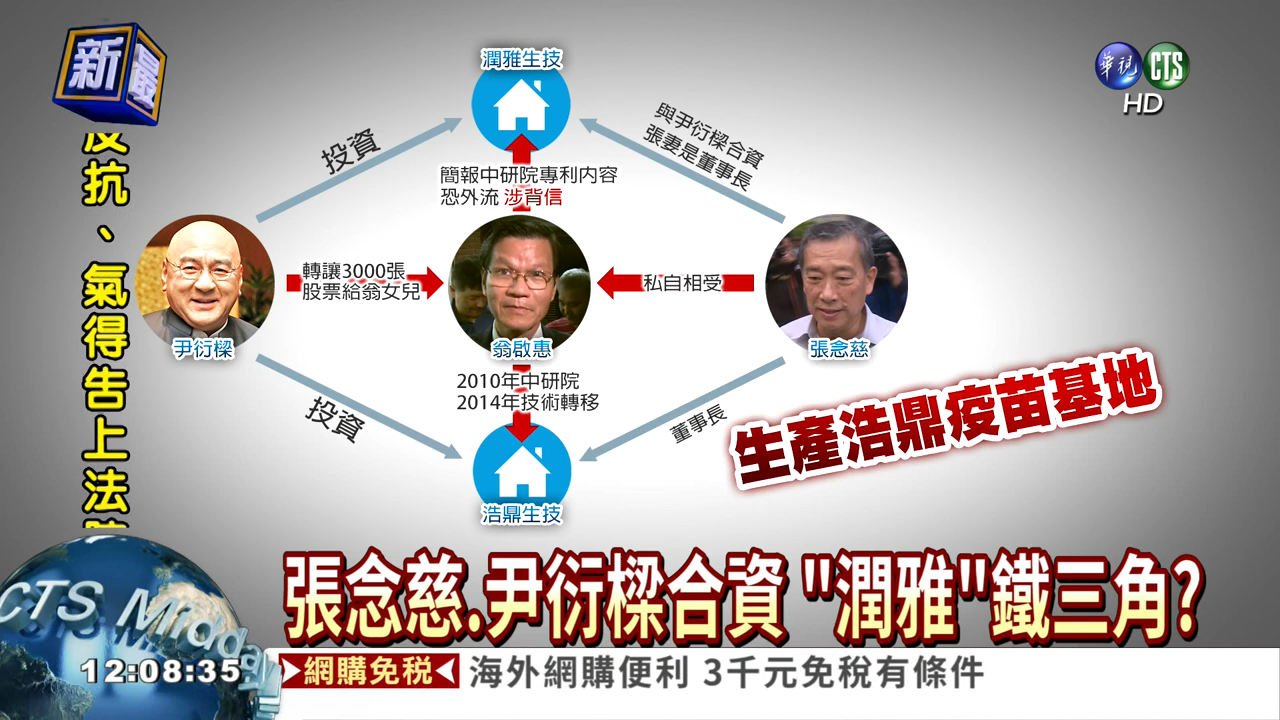 新
最
華視
CTS
HD
反抗、氣得告上法院
潤雅生技
投資
與尹衍樑合資
張妻是董事長
簡報中研院專利內容
恐外流 涉背信
轉讓3000張
股票給翁女兒
私自相受
尹衍樑
翁啟惠
張念慈
2010年中研院
2014年技術轉移
投資
董事長
浩鼎生技
生產浩鼎疫苗基地
張念慈.尹衍樑合資 "潤雅"鐵三角?
CTS Midday
12:08:35
網購免稅
海外網購便利 3千元免稅有條件